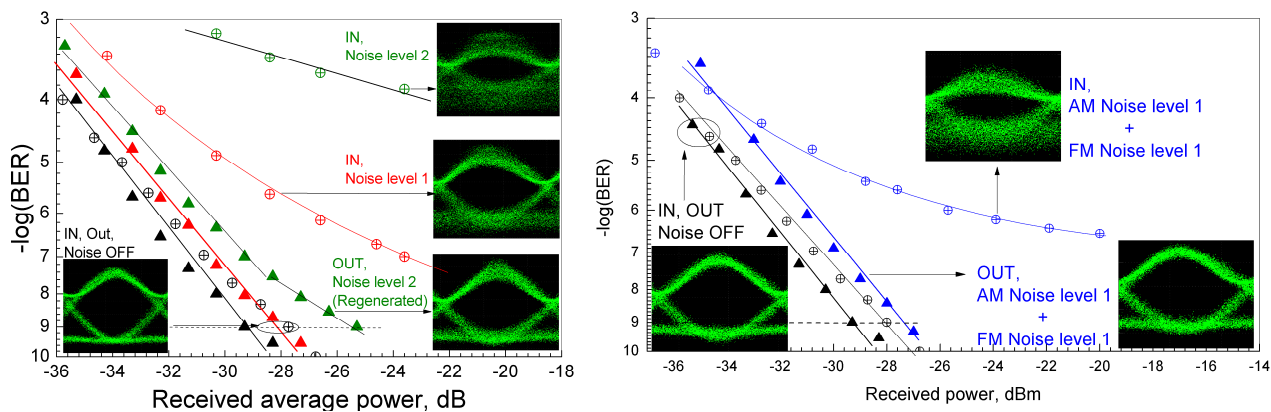 3
4
5
6
7
8
9
10
-log(BER)
IN,
Noise level 2
IN,
Noise level 1
IN, Out,
Noise OFF
OUT,
Noise level 2
(Regenerated)
-36 -34 -32 -30 -28 -26 -24 -22 -20 -18
Received average power, dB
3
4
5
6
7
8
9
10
-log(BER)
IN,
AM Noise level 1
+
FM Noise level 1
IN, OUT
Noise OFF
OUT,
AM Noise level 1
+
FM Noise level 1
-36 -34 -32 -30 -28 -26 -24 -22 -20 -18 -16 -14
Received power, dBm